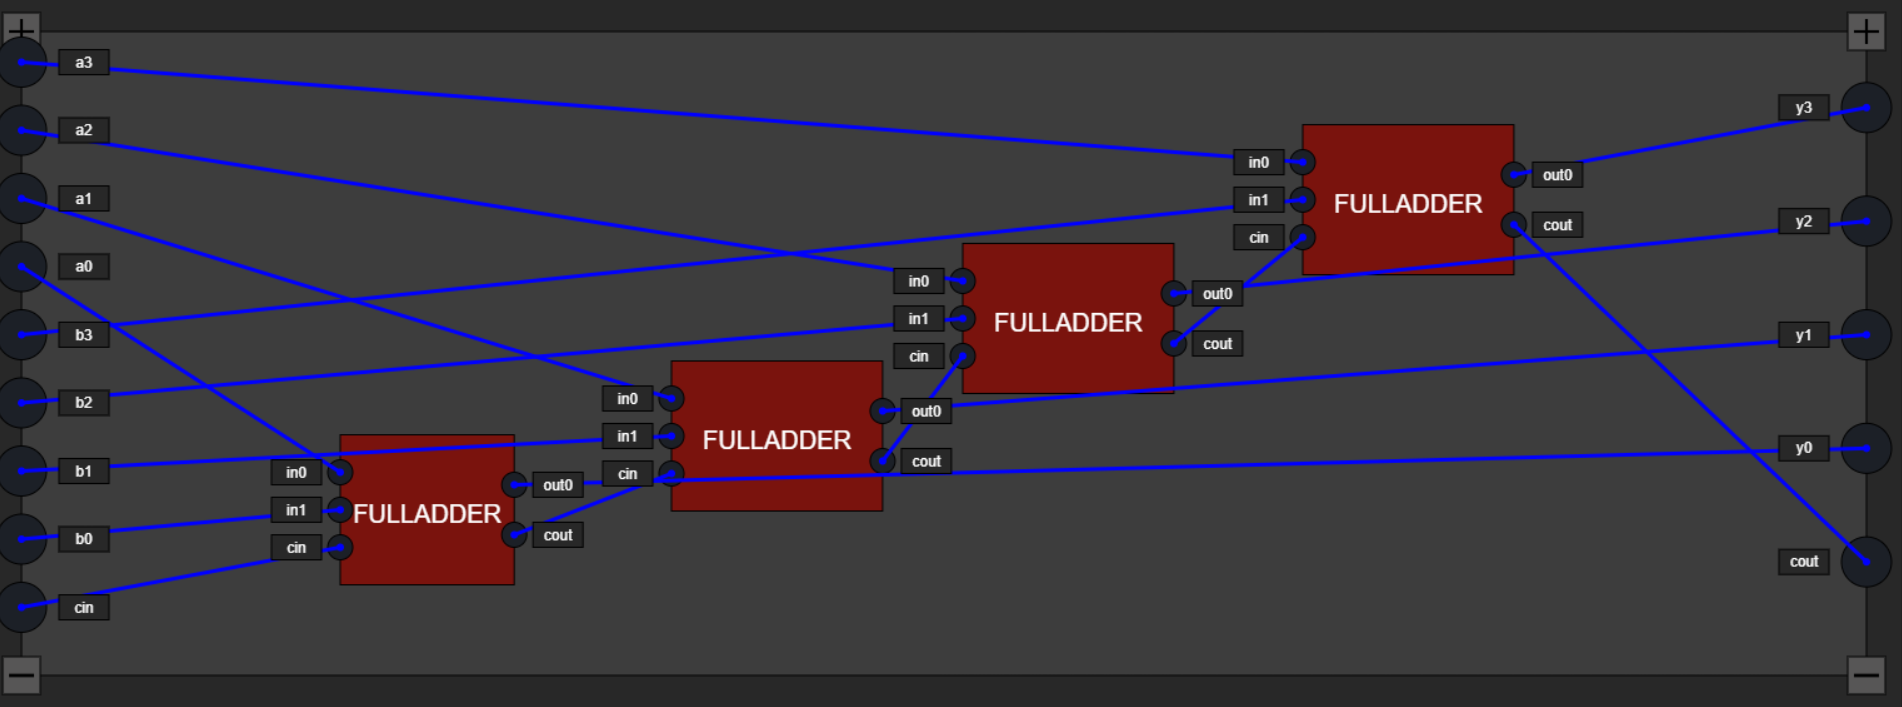 a3
a2
a1
a0
b3
b2
b1
b0
cin
in0
in1
cin
FULLADDER
out0
cout
in0
in1
cin
FULLADDER
out0
cout
in0
in1
cin
FULLADDER
out0
cout
in0
in1
cin
FULLADDER
out0
cout
y3
y2
y1
y0
cout